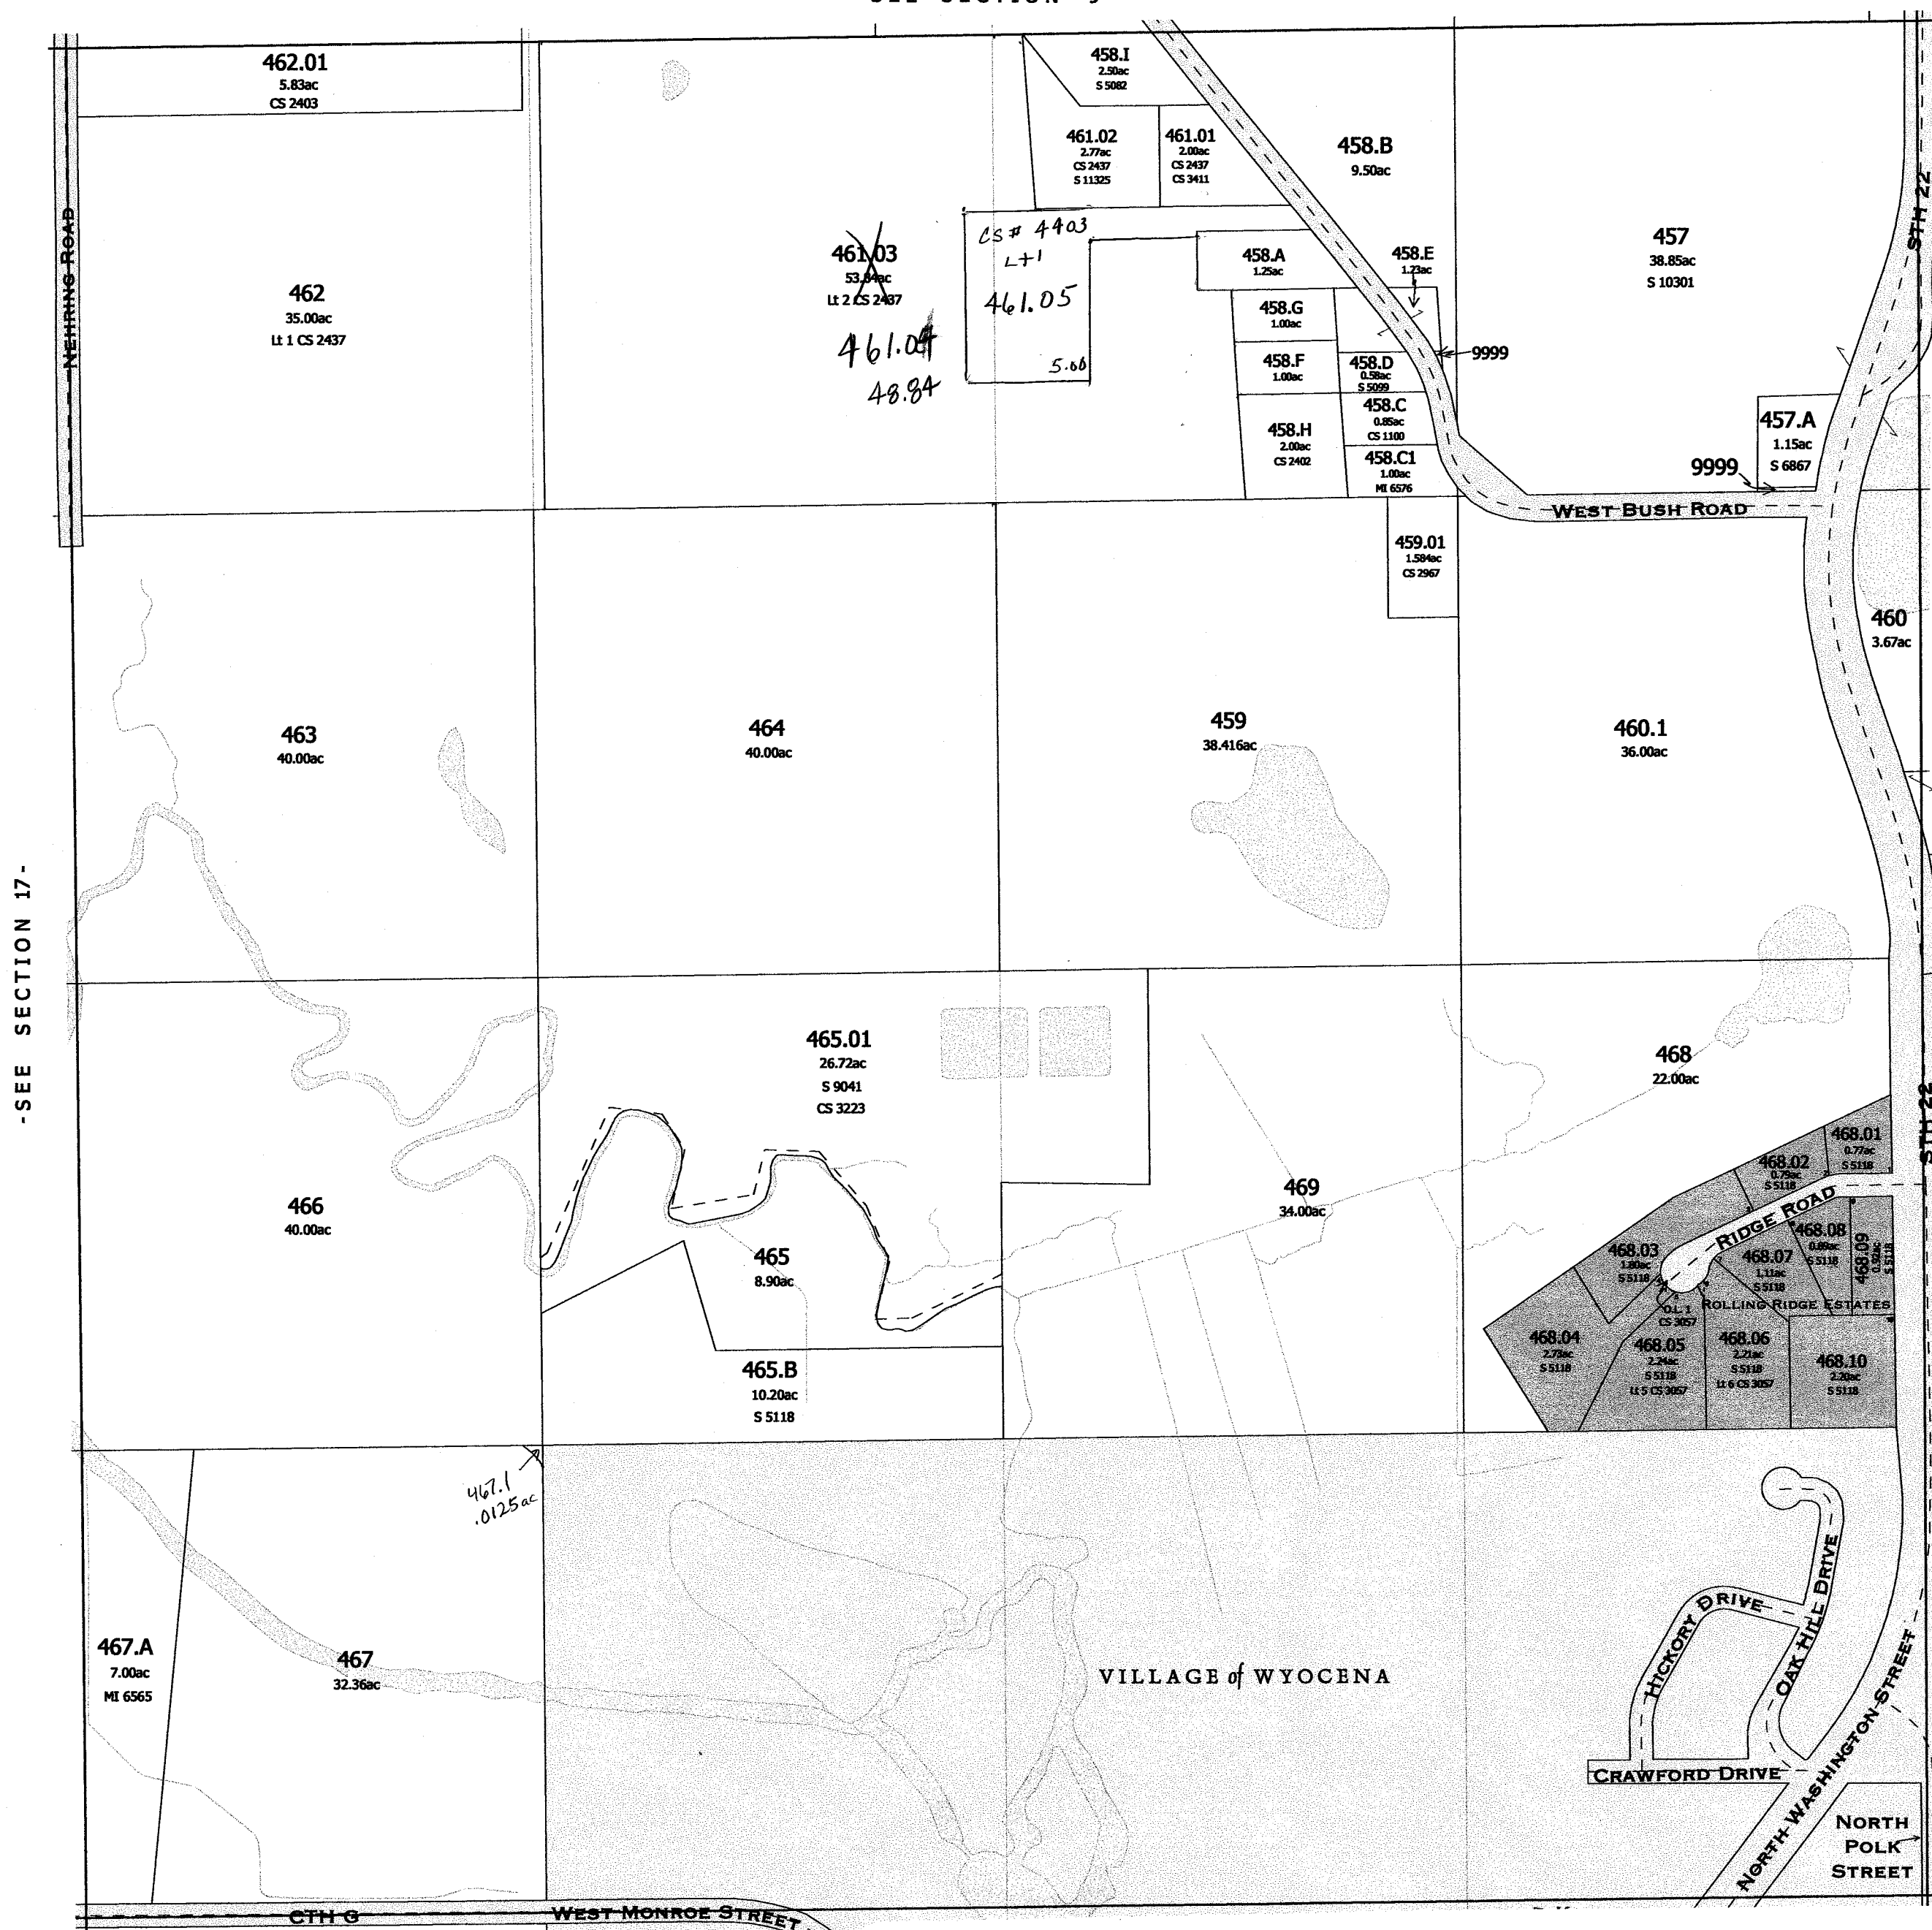 462.01
5.83ac
CS 2403
458.I
2.50ac
S 5082
461.02
2.77ac
CS 2437
S 11325
461.01
2.00ac
CS 2437
CS 3411
458.B
9.50ac
NEHRING ROAD
STH 22
462
35.00ac
Lt 1 CS 2437
461.03
53.84ac
Lt 2 CS 2437
461.04
48.84
CS # 4403
Lt 1
461.05
5.00
458.A
1.25ac
458.E
1.23ac
457
38.85ac
S 10301
458.G
1.00ac
458.F
1.00ac
458.D
0.58ac
S 5099
9999
458.H
2.00ac
CS 2402
458.C
0.85ac
CS 1100
458.C1
1.00ac
MI 6576
457.A
1.15ac
S 6867
9999
WEST BUSH ROAD
459.01
1.584ac
CS 2967
460
3.67ac
463
40.00ac
464
40.00ac
459
38.416ac
460.1
36.00ac
-SEE SECTION 17-
465.01
26.72ac
S 9041
CS 3223
468
22.00ac
STH 22
466
40.00ac
465
8.90ac
469
34.00ac
468.01
0.77ac
S 5118
468.02
0.79ac
S 5118
RIDGE ROAD
468.03
1.80ac
S 5118
468.07
1.11ac
S 5118
468.08
0.89ac
S 5118
468.09
0.92ac
S 5118
O.L. 1
CS 3057
ROLLING RIDGE ESTATES
468.04
2.73ac
S 5118
468.05
2.24ac
S 5118
Lt 5 CS 3057
468.06
2.21ac
S 5118
Lt 6 CS 3057
468.10
2.20ac
S 5118
465.B
10.20ac
S 5118
467.1
.0125ac
467.A
7.00ac
MI 6565
467
32.36ac
VILLAGE of WYOCENA
HICKORY DRIVE
OAK HILL DRIVE
CRAWFORD DRIVE
NORTH WASHINGTON STREET
NORTH
POLK
STREET
CTH G
WEST MONROE STREET